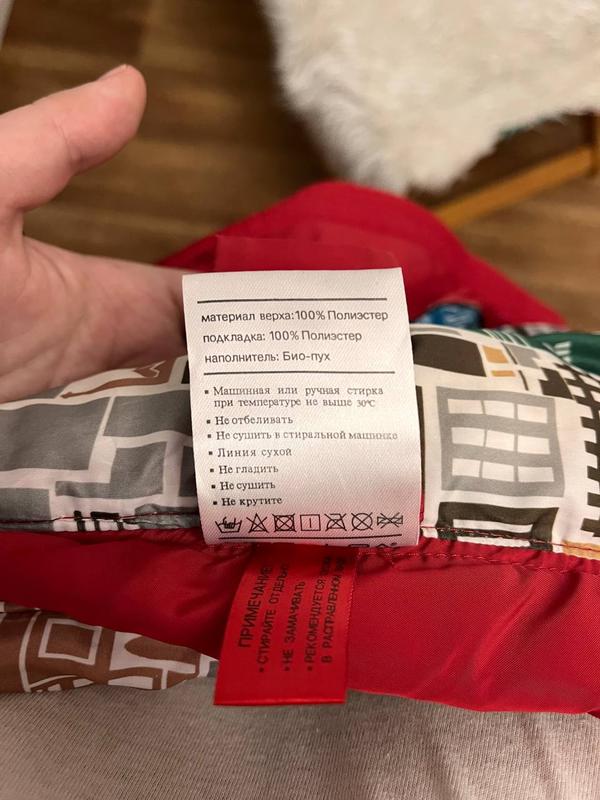 материал верха:100% Полиэстер
подкладка: 100% Полиэстер
наполнитель: Био-пух
▪ Машинная или ручная стирка
при температуре не выше 30℃
▪ Не отбеливать
▪ Не сушить в стиральной машинке
▪ Линия сухой
▪ Не гладить
▪ Не сушить
▪ Не крутите
ПРИМЕЧАНИЕ
• СТИРАЙТЕ ОТДЕЛЬ
• НЕ ЗАМАЧИВАТЬ
• РЕКОМЕНДУЕТСЯ
В РАСПРАВЛЕННОМ